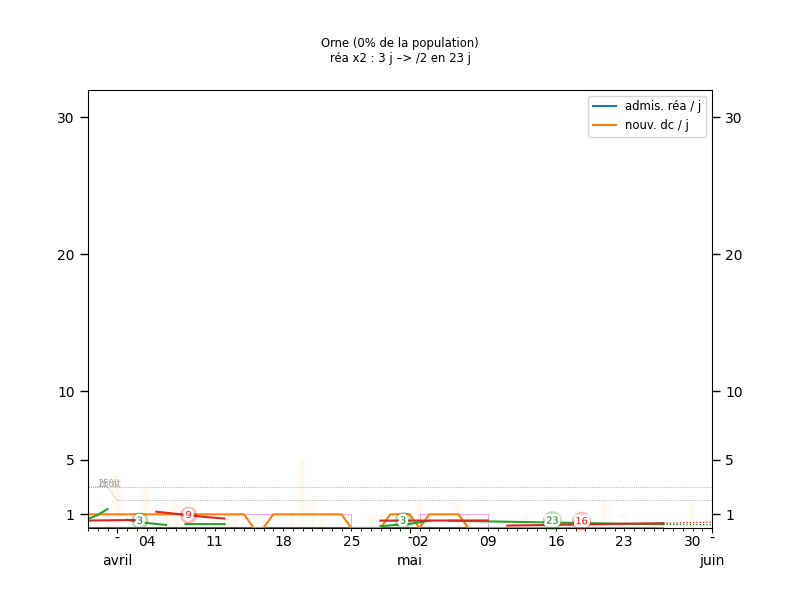 Orne (0% de la population)
réa x2 : 3 j –> /2 en 23 j
admis. réa / j
nouv. dc / j
30 30
20 20
10 10
5 5
1 1
3 9 3 23 16
- 04 11 18 25 - 02 09 16 23 30 -
avril mai juin